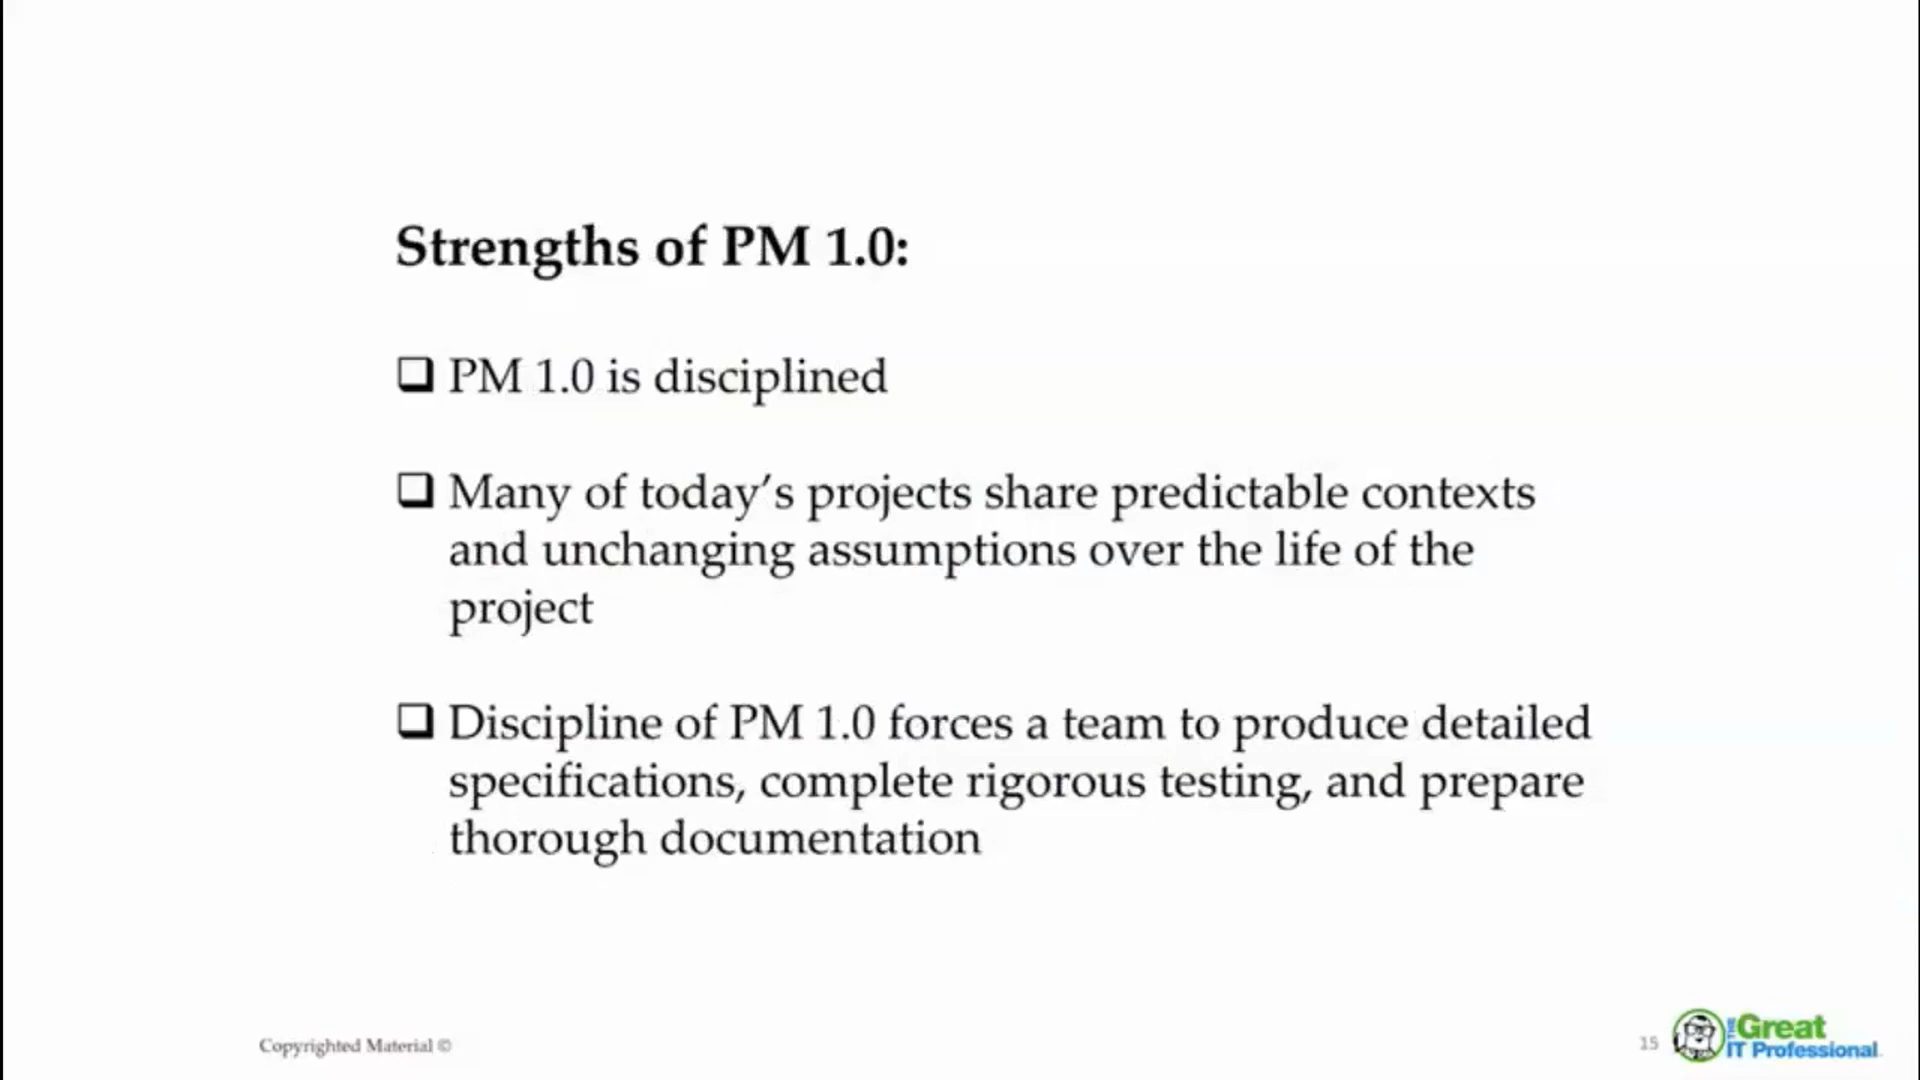 Strengths of PM 1.0:
PM 1.0 is disciplined
Many of today's projects share predictable contexts
and unchanging assumptions over the life of the
project
Discipline of PM 1.0 forces a team to produce detailed
specifications, complete rigorous testing, and prepare
thorough documentation
Copyrighted Material ©
15
THE Great
IT Professional